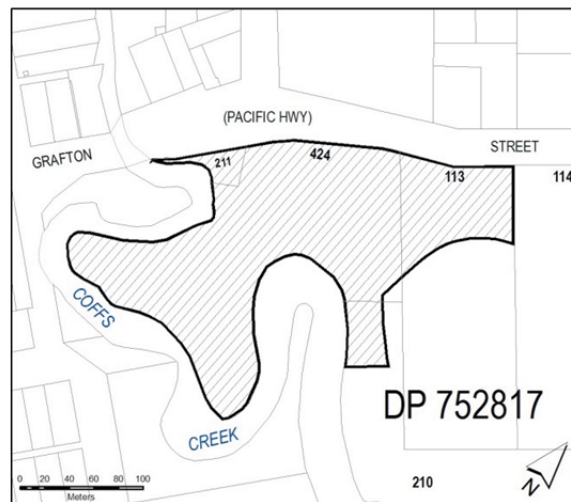 (PACIFIC HWY)
GRAFTON
STREET
211
424
113
114
COFFS
CREEK
DP 752817
210
0 20 40 60 80 100
Meters
N